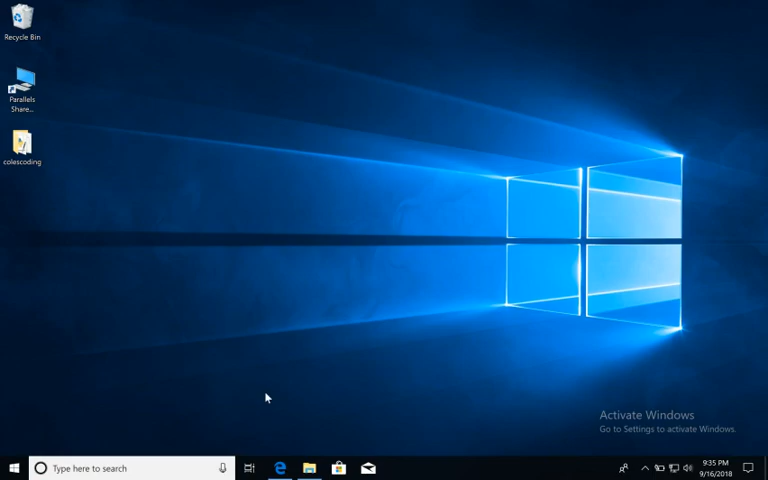 Recycle Bin
Parallels
Share...
colescoding
Activate Windows
Go to Settings to activate Windows.
Type here to search
9:35 PM
9/16/2018